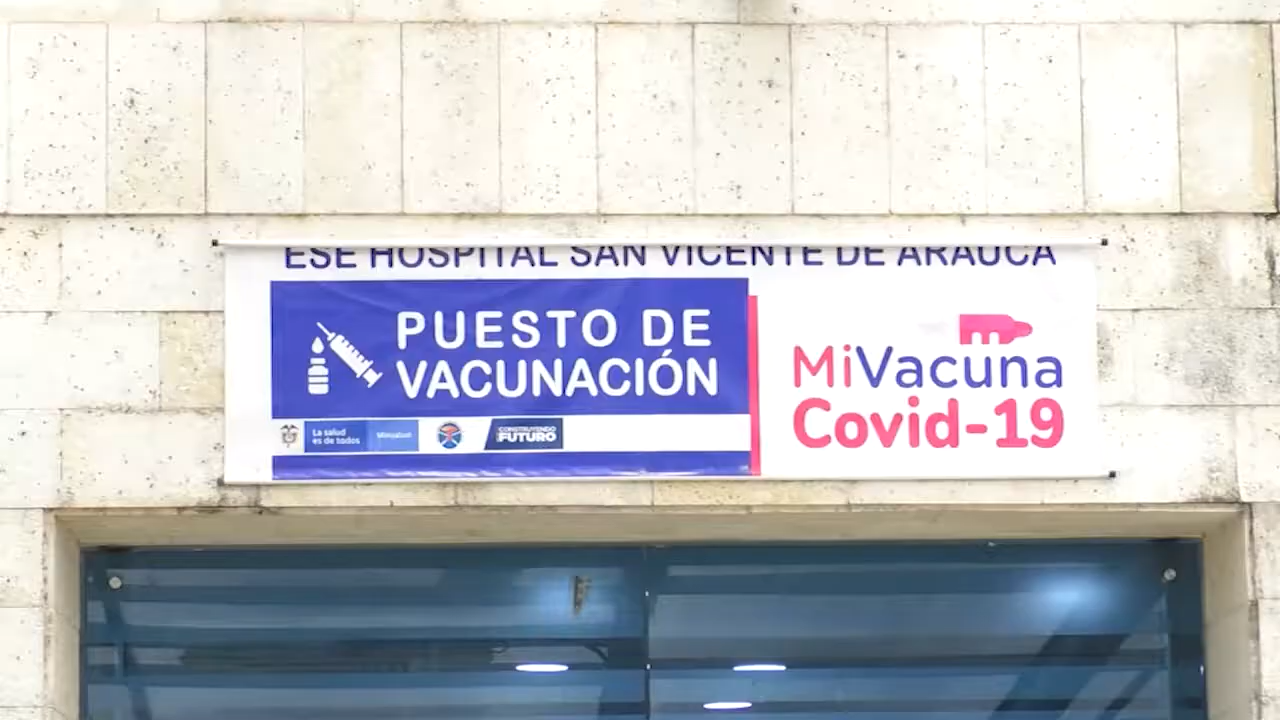 ESE HOSPITAL SAN VICENTE DE ARAUCA
PUESTO DE
VACUNACIÓN
La salud
es de todos
Minsalud
CONSTRUYENDO
FUTURO
MiVacuna
Covid-19